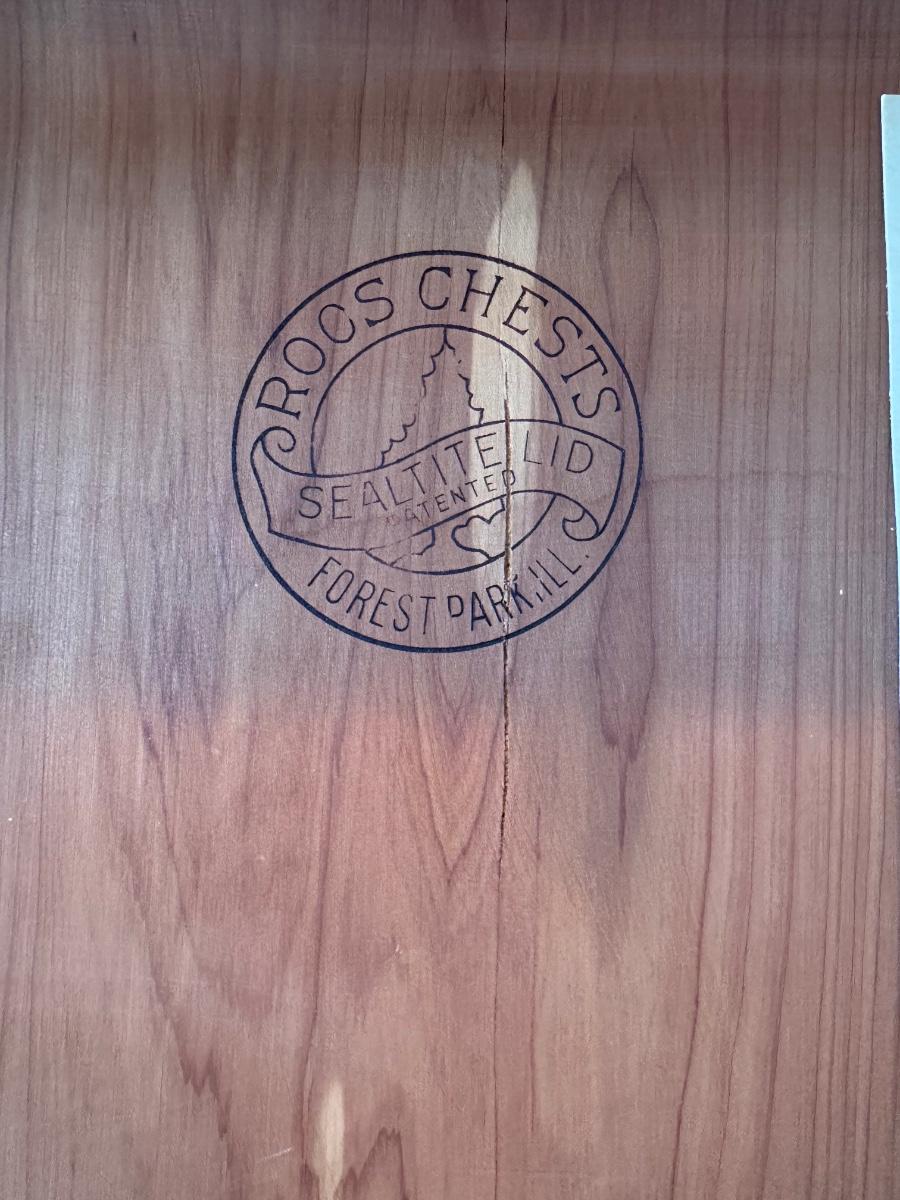 ROOS CHESTS
SEALTITE LID
PATENTED
FOREST PARK, ILL.